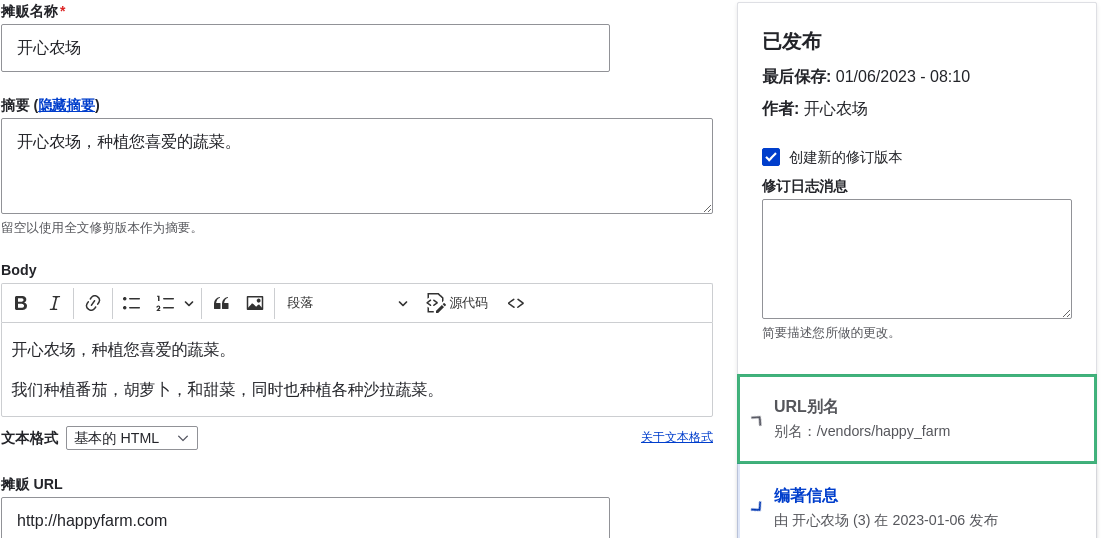 摊贩名称*
开心农场
摘要 (隐藏摘要)
开心农场，种植您喜爱的蔬菜。
留空以使用全文修剪版本作为摘要。
Body
B I 段落 源代码
开心农场，种植您喜爱的蔬菜。
我们种植番茄，胡萝卜，和甜菜，同时也种植各种沙拉蔬菜。
文本格式 基本的 HTML 关于文本格式
摊贩 URL
http://happyfarm.com
已发布
最后保存: 01/06/2023 - 08:10
作者: 开心农场
创建新的修订版本
修订日志消息
简要描述您所做的更改。
URL别名
别名：/vendors/happy_farm
编著信息
由 开心农场 (3) 在 2023-01-06 发布